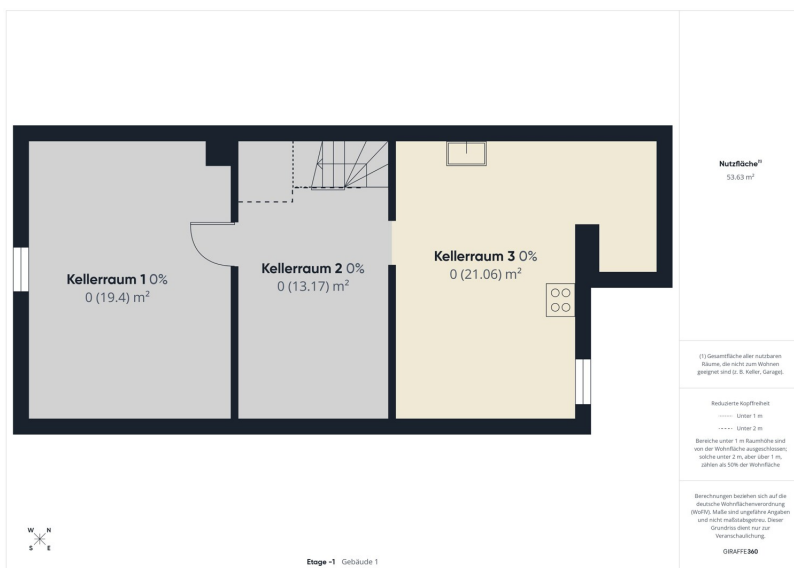 Kellerraum 1 0%
0 (19.4) m²
Kellerraum 2 0%
0 (13.17) m²
Kellerraum 3 0%
0 (21.06) m²
Nutzfläche⁽¹⁾
53.63 m²
(1) Gesamtfläche aller nutzbaren
Räume, die nicht zum Wohnen
geeignet sind (z. B. Keller, Garage).
Reduzierte Kopffreiheit
Unter 1 m
Unter 2 m
Bereiche unter 1 m Raumhöhe sind
von der Wohnfläche ausgeschlossen;
solche unter 2 m, aber über 1 m,
zählen als 50% der Wohnfläche
Berechnungen beziehen sich auf die
deutsche Wohnflächenverordnung
(WoFlV). Maße sind ungefähre Angaben
und nicht maßstabsgetreu. Dieser
Grundriss dient nur zur
Veranschaulichung.
GIRAFFE360
W N
S E
Etage -1 Gebäude 1